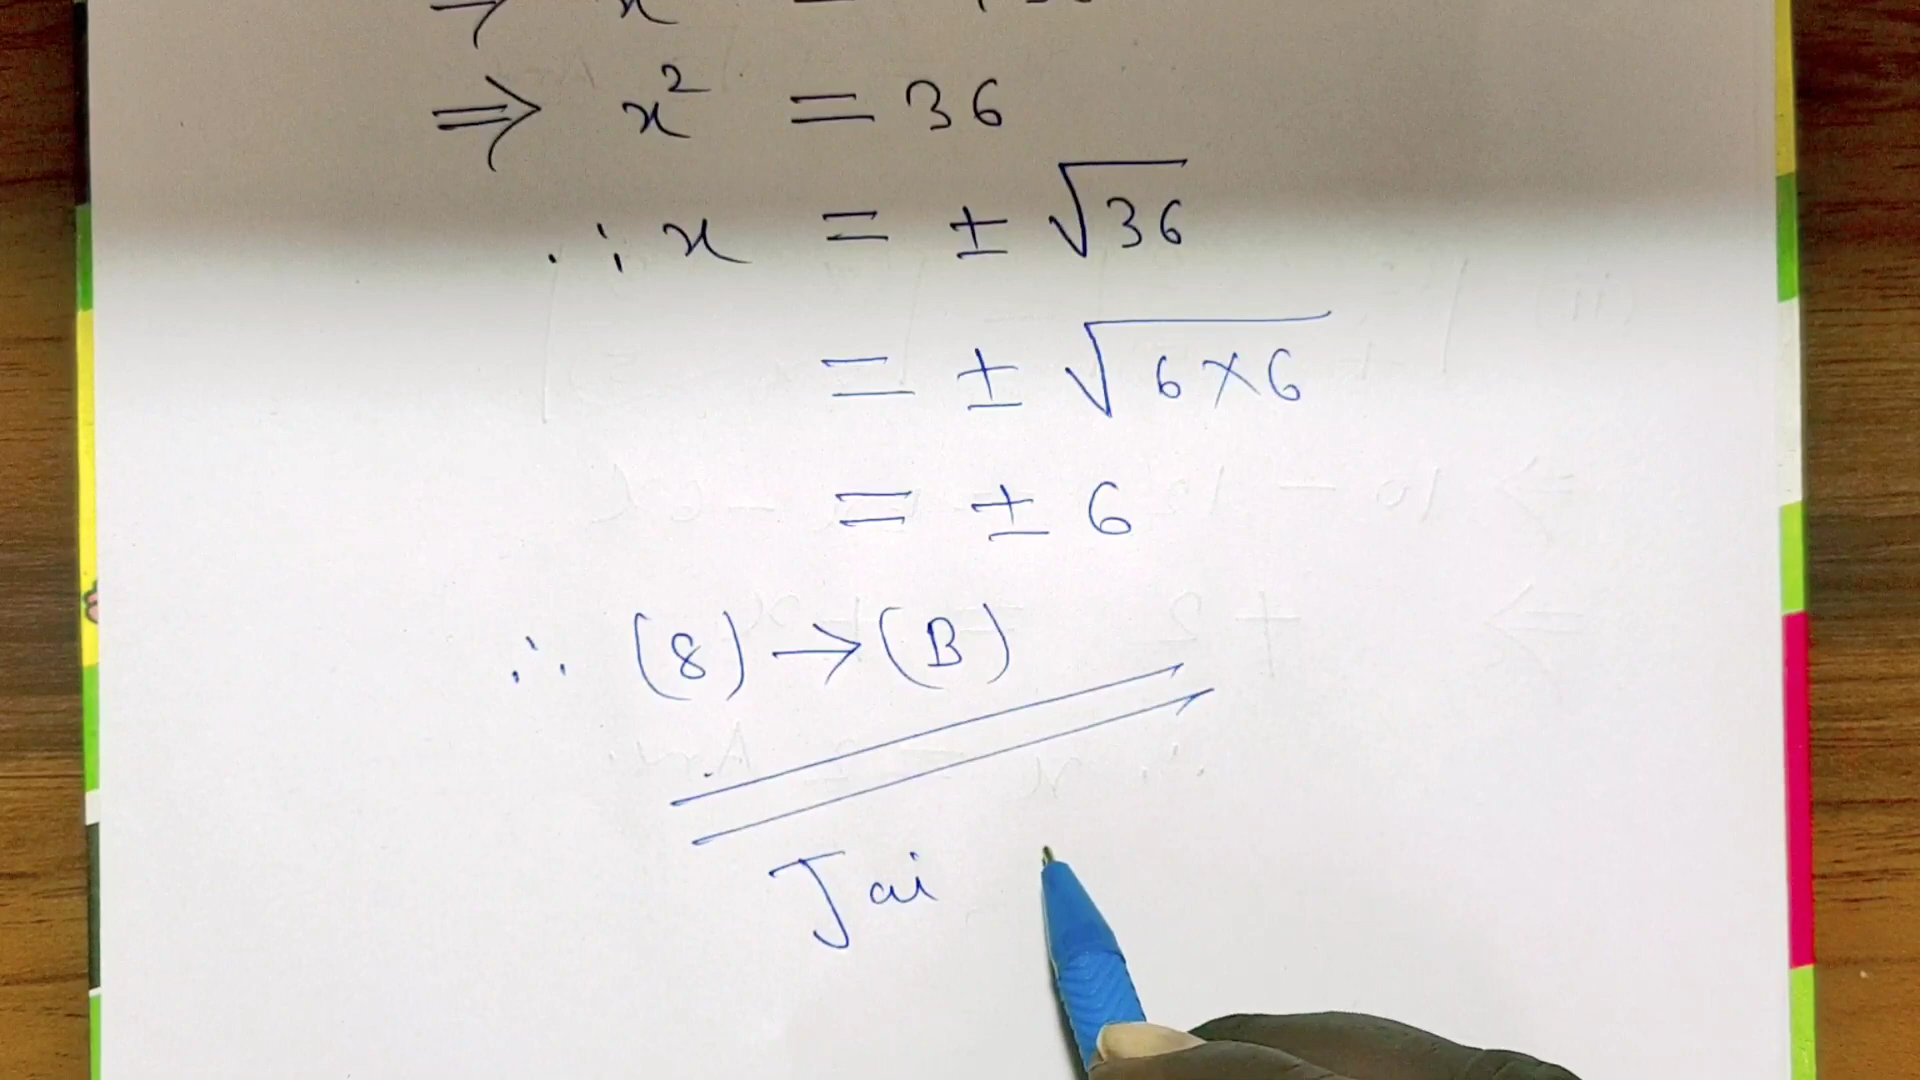 ⇒ x² = 36
∴ x = ± √36
= ± √6×6
= ± 6
∴ (8) → (B)
Jai